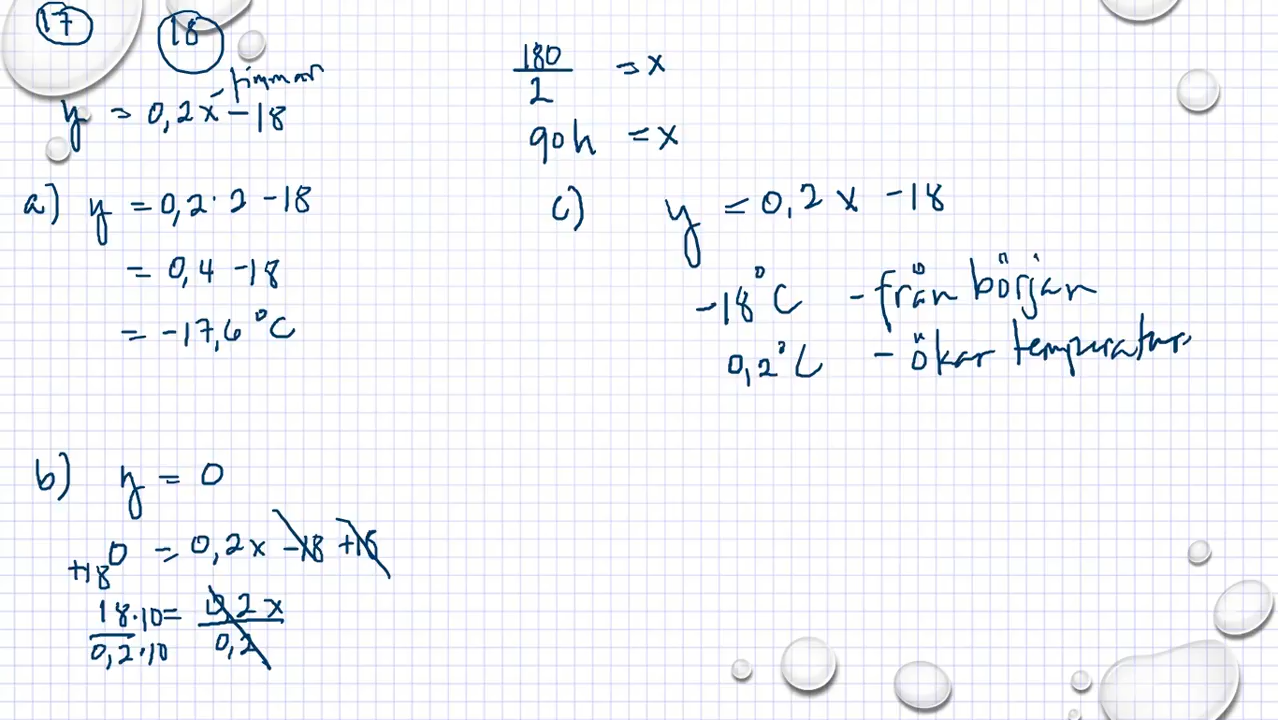 17 18
timmar
y = 0,2x - 18
a) y = 0,2 · 2 - 18
= 0,4 - 18
= -17,6 °C
b) y = 0
+18 0 = 0,2x - 18 + 18
18·10 = 0,2x
0,2·10 0,2
180 = x
2
90h = x
c) y = 0,2x - 18
-18 °C - från början
0,2 °C - ökar temperatur